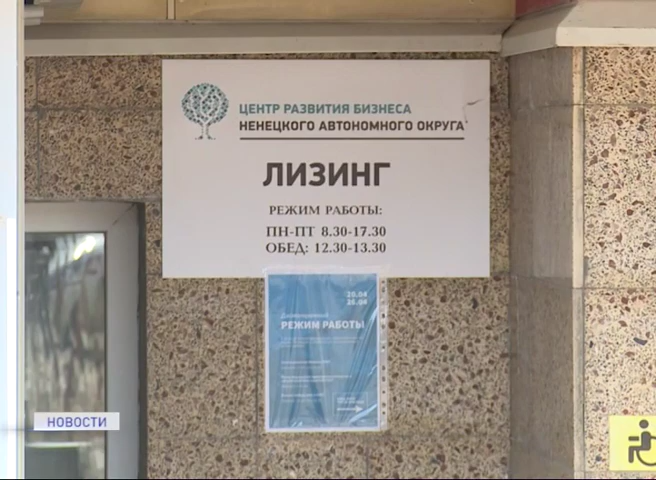 ЦЕНТР РАЗВИТИЯ БИЗНЕСА
НЕНЕЦКОГО АВТОНОМНОГО ОКРУГА
ЛИЗИНГ
РЕЖИМ РАБОТЫ:
ПН-ПТ 8.30-17.30
ОБЕД: 12.30-13.30
РЕЖИМ РАБОТЫ
НОВОСТИ